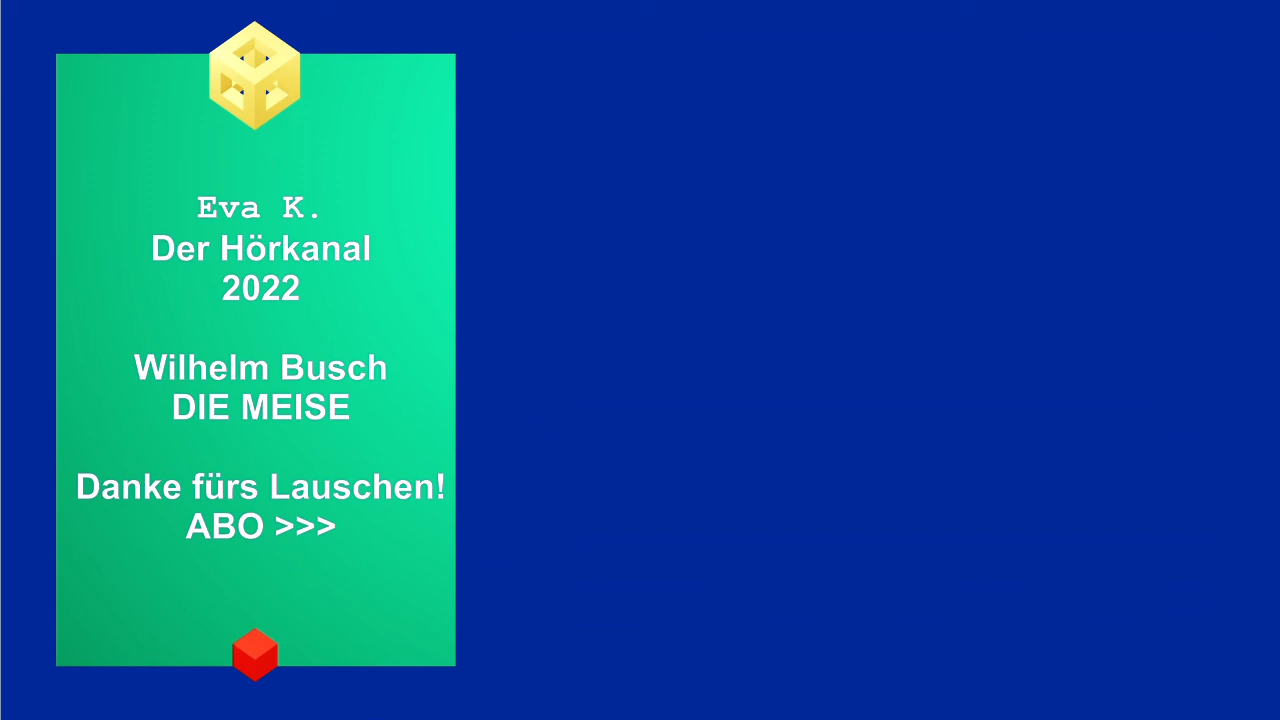 Eva K.
Der Hörkanal
2022
Wilhelm Busch
DIE MEISE
Danke fürs Lauschen!
ABO >>>